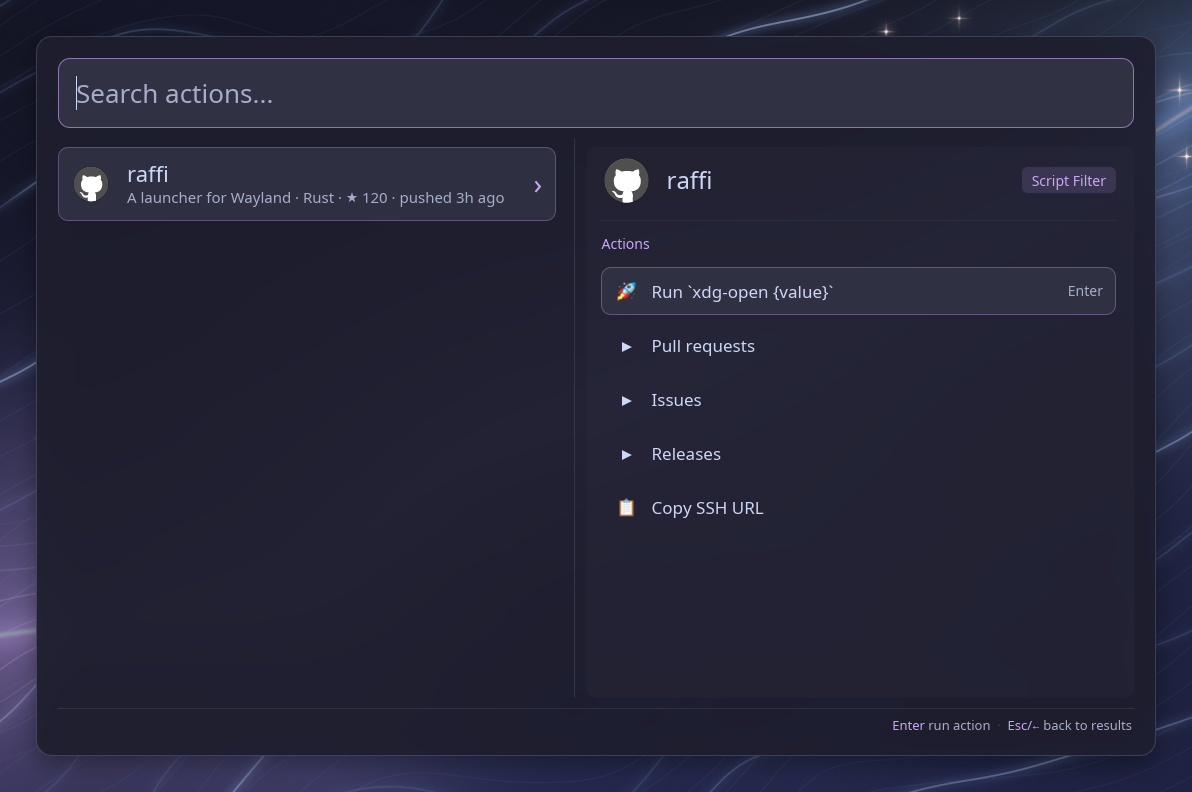 Search actions...
raffi
A launcher for Wayland · Rust · ★ 120 · pushed 3h ago
›
raffi
Script Filter
Actions
🚀 Run `xdg-open {value}` Enter
▶ Pull requests
▶ Issues
▶ Releases
📋 Copy SSH URL
Enter run action · Esc/← back to results